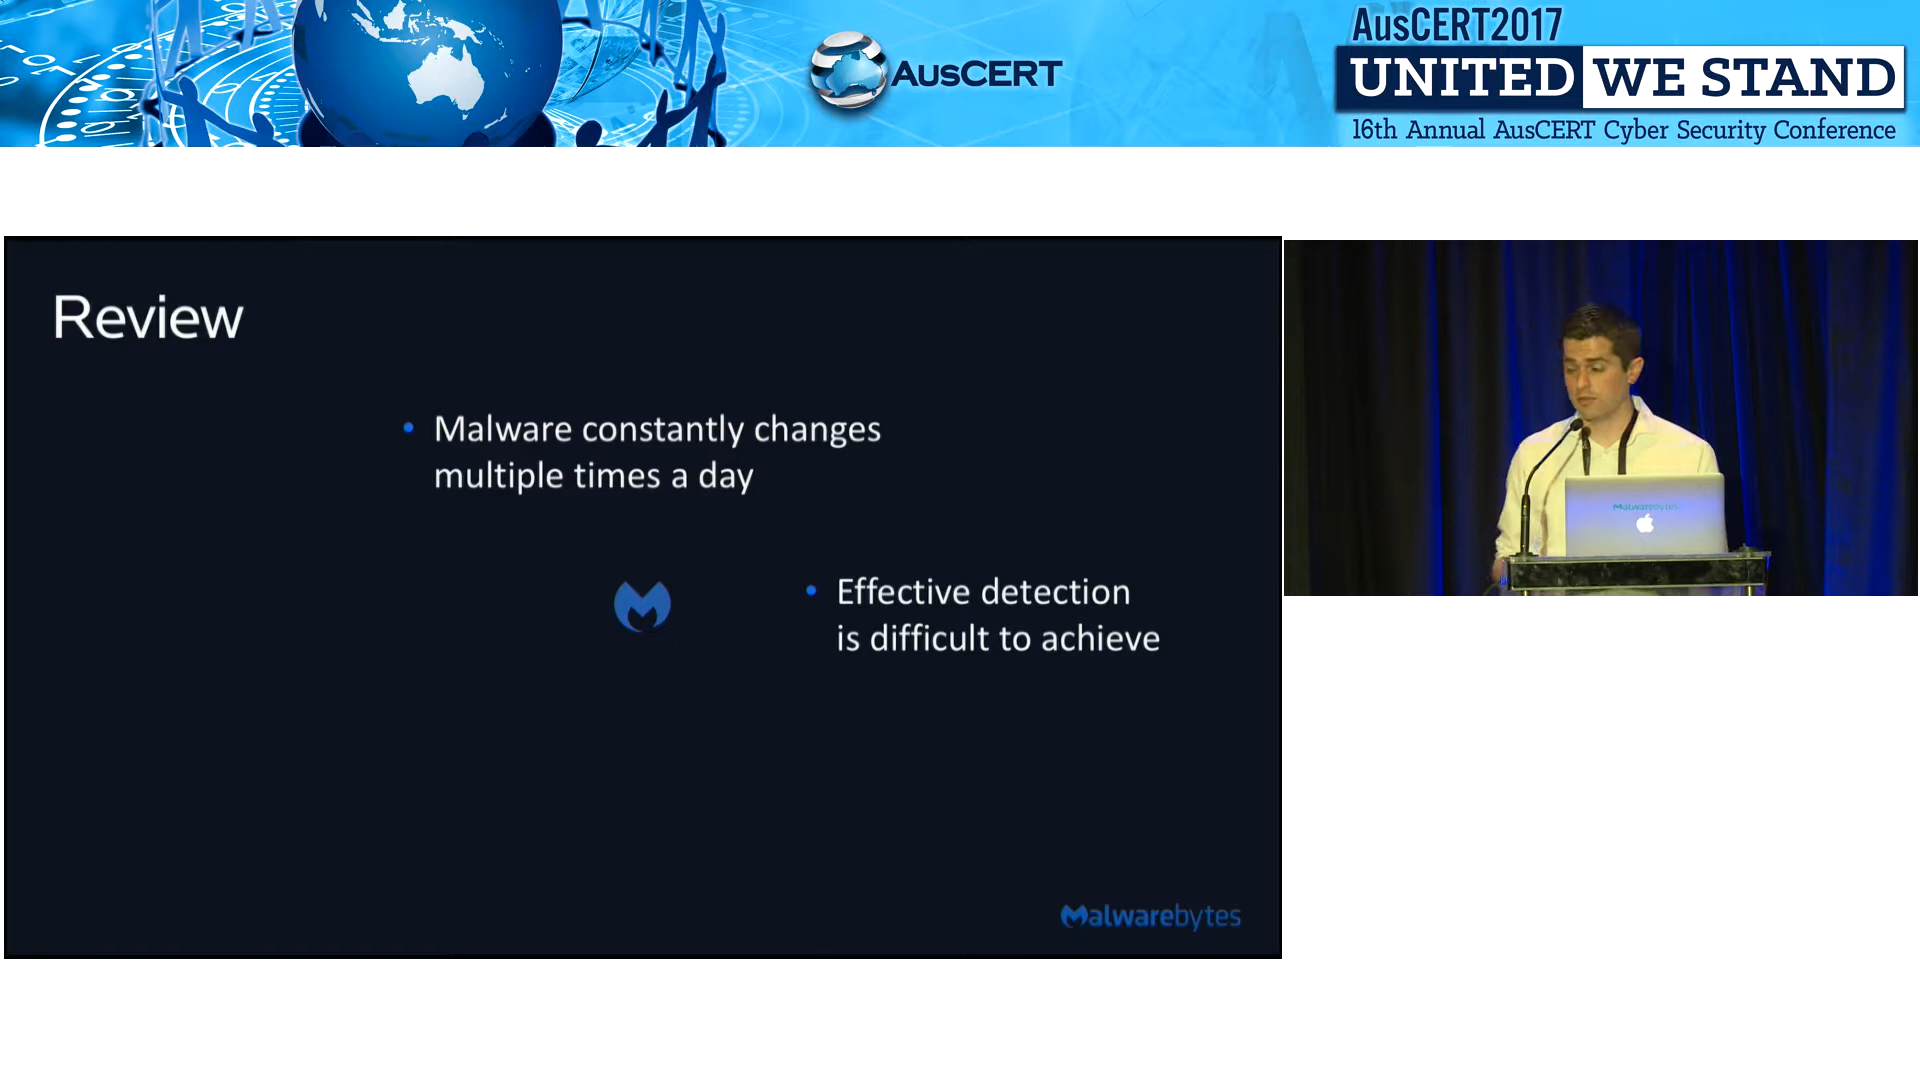 AusCERT
AusCERT2017
UNITED WE STAND
16th Annual AusCERT Cyber Security Conference
Review
• Malware constantly changes
multiple times a day
• Effective detection
is difficult to achieve
Malwarebytes
Malwarebytes